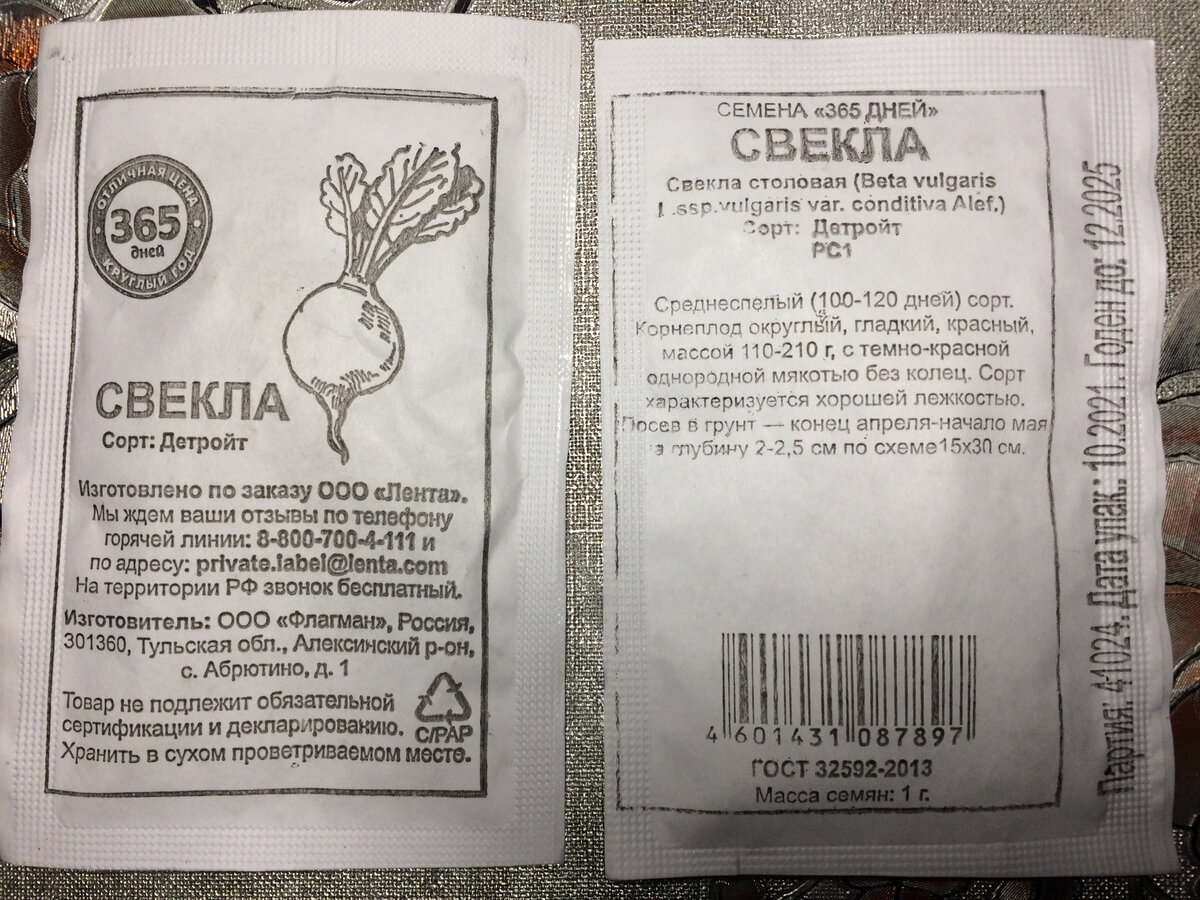 ОТЛИЧНАЯ ЦЕНА
365
дней
КРУГЛЫЙ ГОД
СВЕКЛА
Сорт: Детройт
Изготовлено по заказу ООО «Лента».
Мы ждем ваши отзывы по телефону
горячей линии: 8-800-700-4-111 и
по адресу: private.label@lenta.com
На территории РФ звонок бесплатный.
Изготовитель: ООО «Флагман», Россия,
301360, Тульская обл., Алексинский р-он,
с. Абрютино, д. 1
Товар не подлежит обязательной
сертификации и декларированию.
Хранить в сухом проветриваемом месте.
C/PAP
СЕМЕНА «365 ДНЕЙ»
СВЕКЛА
Свекла столовая (Beta vulgaris
L.ssp.vulgaris var. conditiva Alef.)
Сорт: Детройт
РС1
Среднеспелый (100-120 дней) сорт.
Корнеплод округлый, гладкий, красный,
массой 110-210 г, с темно-красной
однородной мякотью без колец. Сорт
характеризуется хорошей лежкостью.
Посев в грунт — конец апреля-начало мая
на глубину 2-2,5 см по схеме 15х30 см.
4 601431 087897
ГОСТ 32592-2013
Масса семян: 1 г.
Партия: 41024. Дата упак.: 10.2021. Годен до: 12.2025